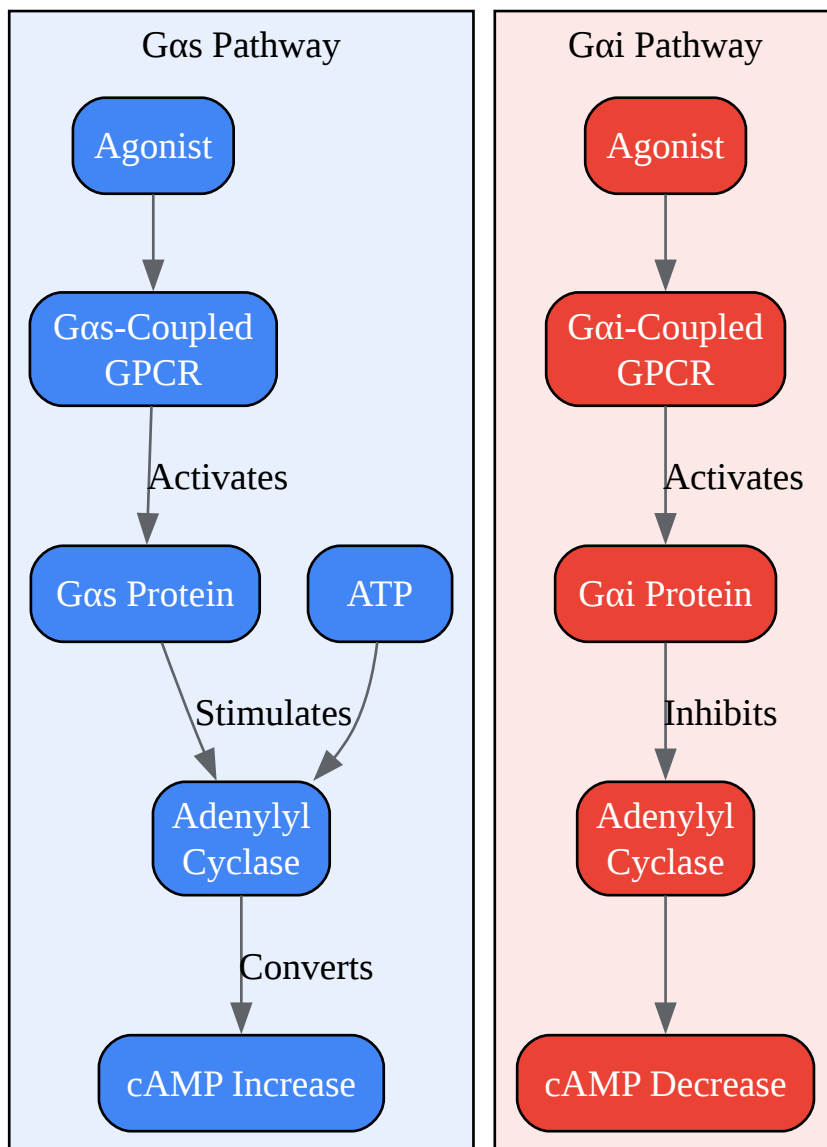 Gαs Pathway
Agonist
Gαs-Coupled
GPCR
Activates
Gαs Protein
ATP
Stimulates
Adenylyl
Cyclase
Converts
cAMP Increase
Gαi Pathway
Agonist
Gαi-Coupled
GPCR
Activates
Gαi Protein
Inhibits
Adenylyl
Cyclase
cAMP Decrease